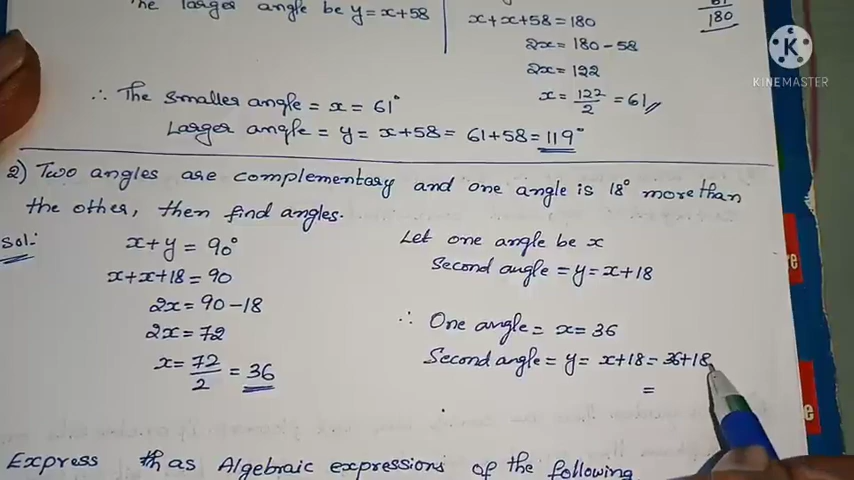 The larger angle be y = x+58
x+x+58 = 180
180
2x = 180-58
2x = 122
∴ The smaller angle = x = 61°
x = 122/2 = 61
Larger angle = y = x+58 = 61+58 = 119°
K
KINEMASTER
2) Two angles are complementary and one angle is 18° more than
the other, then find angles.
Sol:
x+y = 90°
x+x+18 = 90
2x = 90-18
2x = 72
x = 72/2 = 36
Let one angle be x
Second angle = y = x+18
∴ One angle = x = 36
Second angle = y = x+18 = 36+18
=
Express as Algebraic expressions of the following